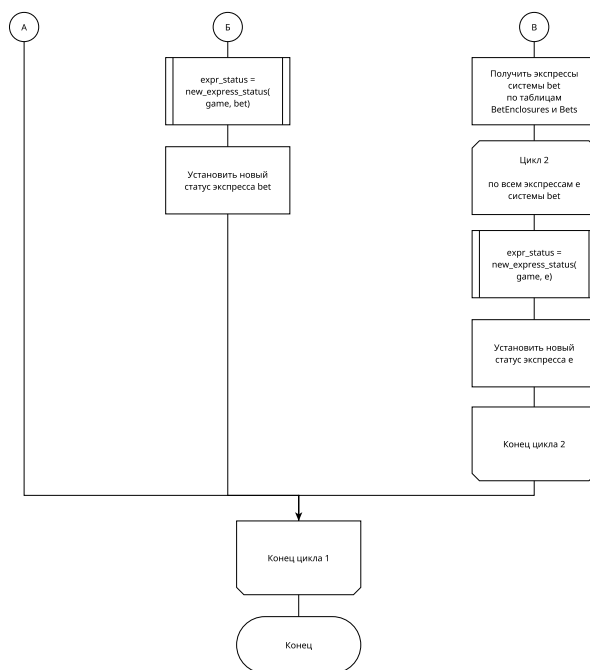 А
Б
В
expr_status =
new_express_status(
game, bet)
Установить новый
статус экспресса bet
Получить экспрессы
системы bet
по таблицам
BetEnclosures и Bets
Цикл 2
по всем экспрессам e
системы bet
expr_status =
new_express_status(
game, e)
Установить новый
статус экспресса e
Конец цикла 2
Конец цикла 1
Конец